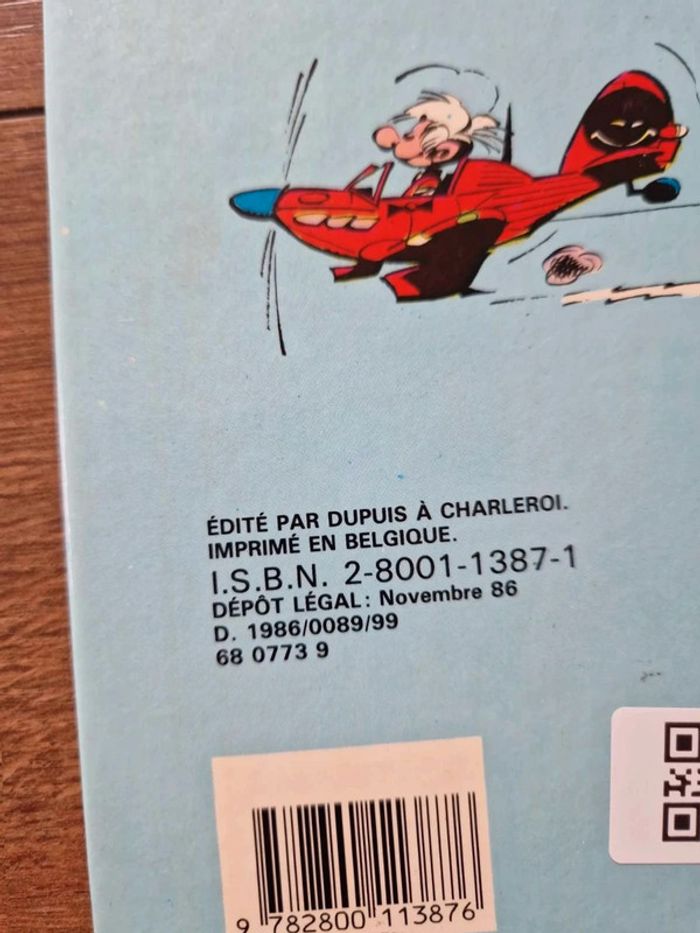 ÉDITÉ PAR DUPUIS À CHARLEROI.
IMPRIMÉ EN BELGIQUE.
I.S.B.N. 2-8001-1387-1
DÉPÔT LÉGAL: Novembre 86
D. 1986/0089/99
68 0773 9
9 782800 113876